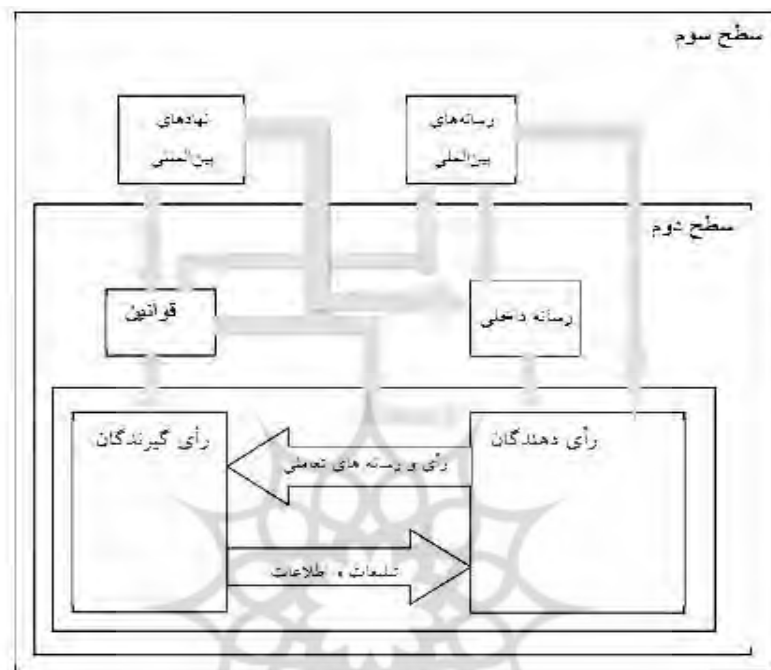 سطح سوم
رسانه‌های
بین‌المللی
نهادهای
بین‌المللی
سطح دوم
رسانه داخلی
قوانین
رأی دهندگان
رأی گیرندگان
رأی و رسانه های تعاملی
تبلیغات و اطلاعات